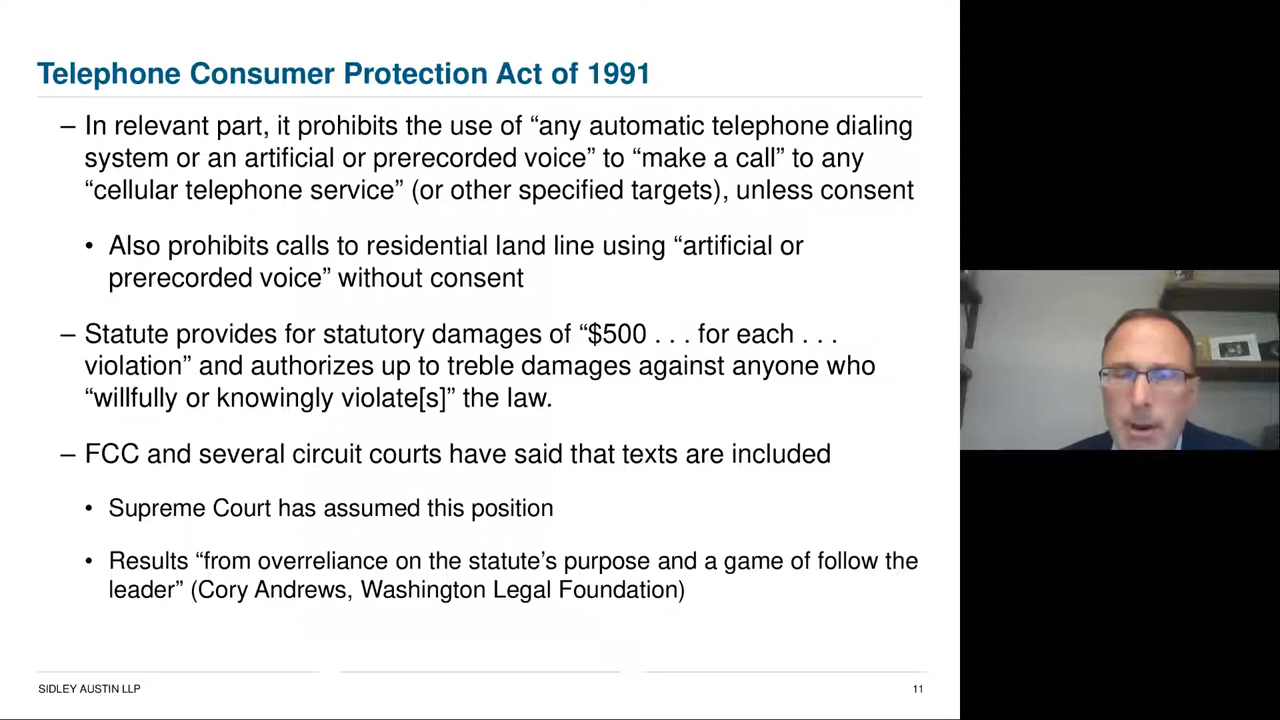 Telephone Consumer Protection Act of 1991
– In relevant part, it prohibits the use of “any automatic telephone dialing
system or an artificial or prerecorded voice” to “make a call” to any
“cellular telephone service” (or other specified targets), unless consent
• Also prohibits calls to residential land line using “artificial or
prerecorded voice” without consent
– Statute provides for statutory damages of “$500 . . . for each . . .
violation” and authorizes up to treble damages against anyone who
“willfully or knowingly violate[s]” the law.
– FCC and several circuit courts have said that texts are included
• Supreme Court has assumed this position
• Results “from overreliance on the statute’s purpose and a game of follow the
leader” (Cory Andrews, Washington Legal Foundation)
SIDLEY AUSTIN LLP
11